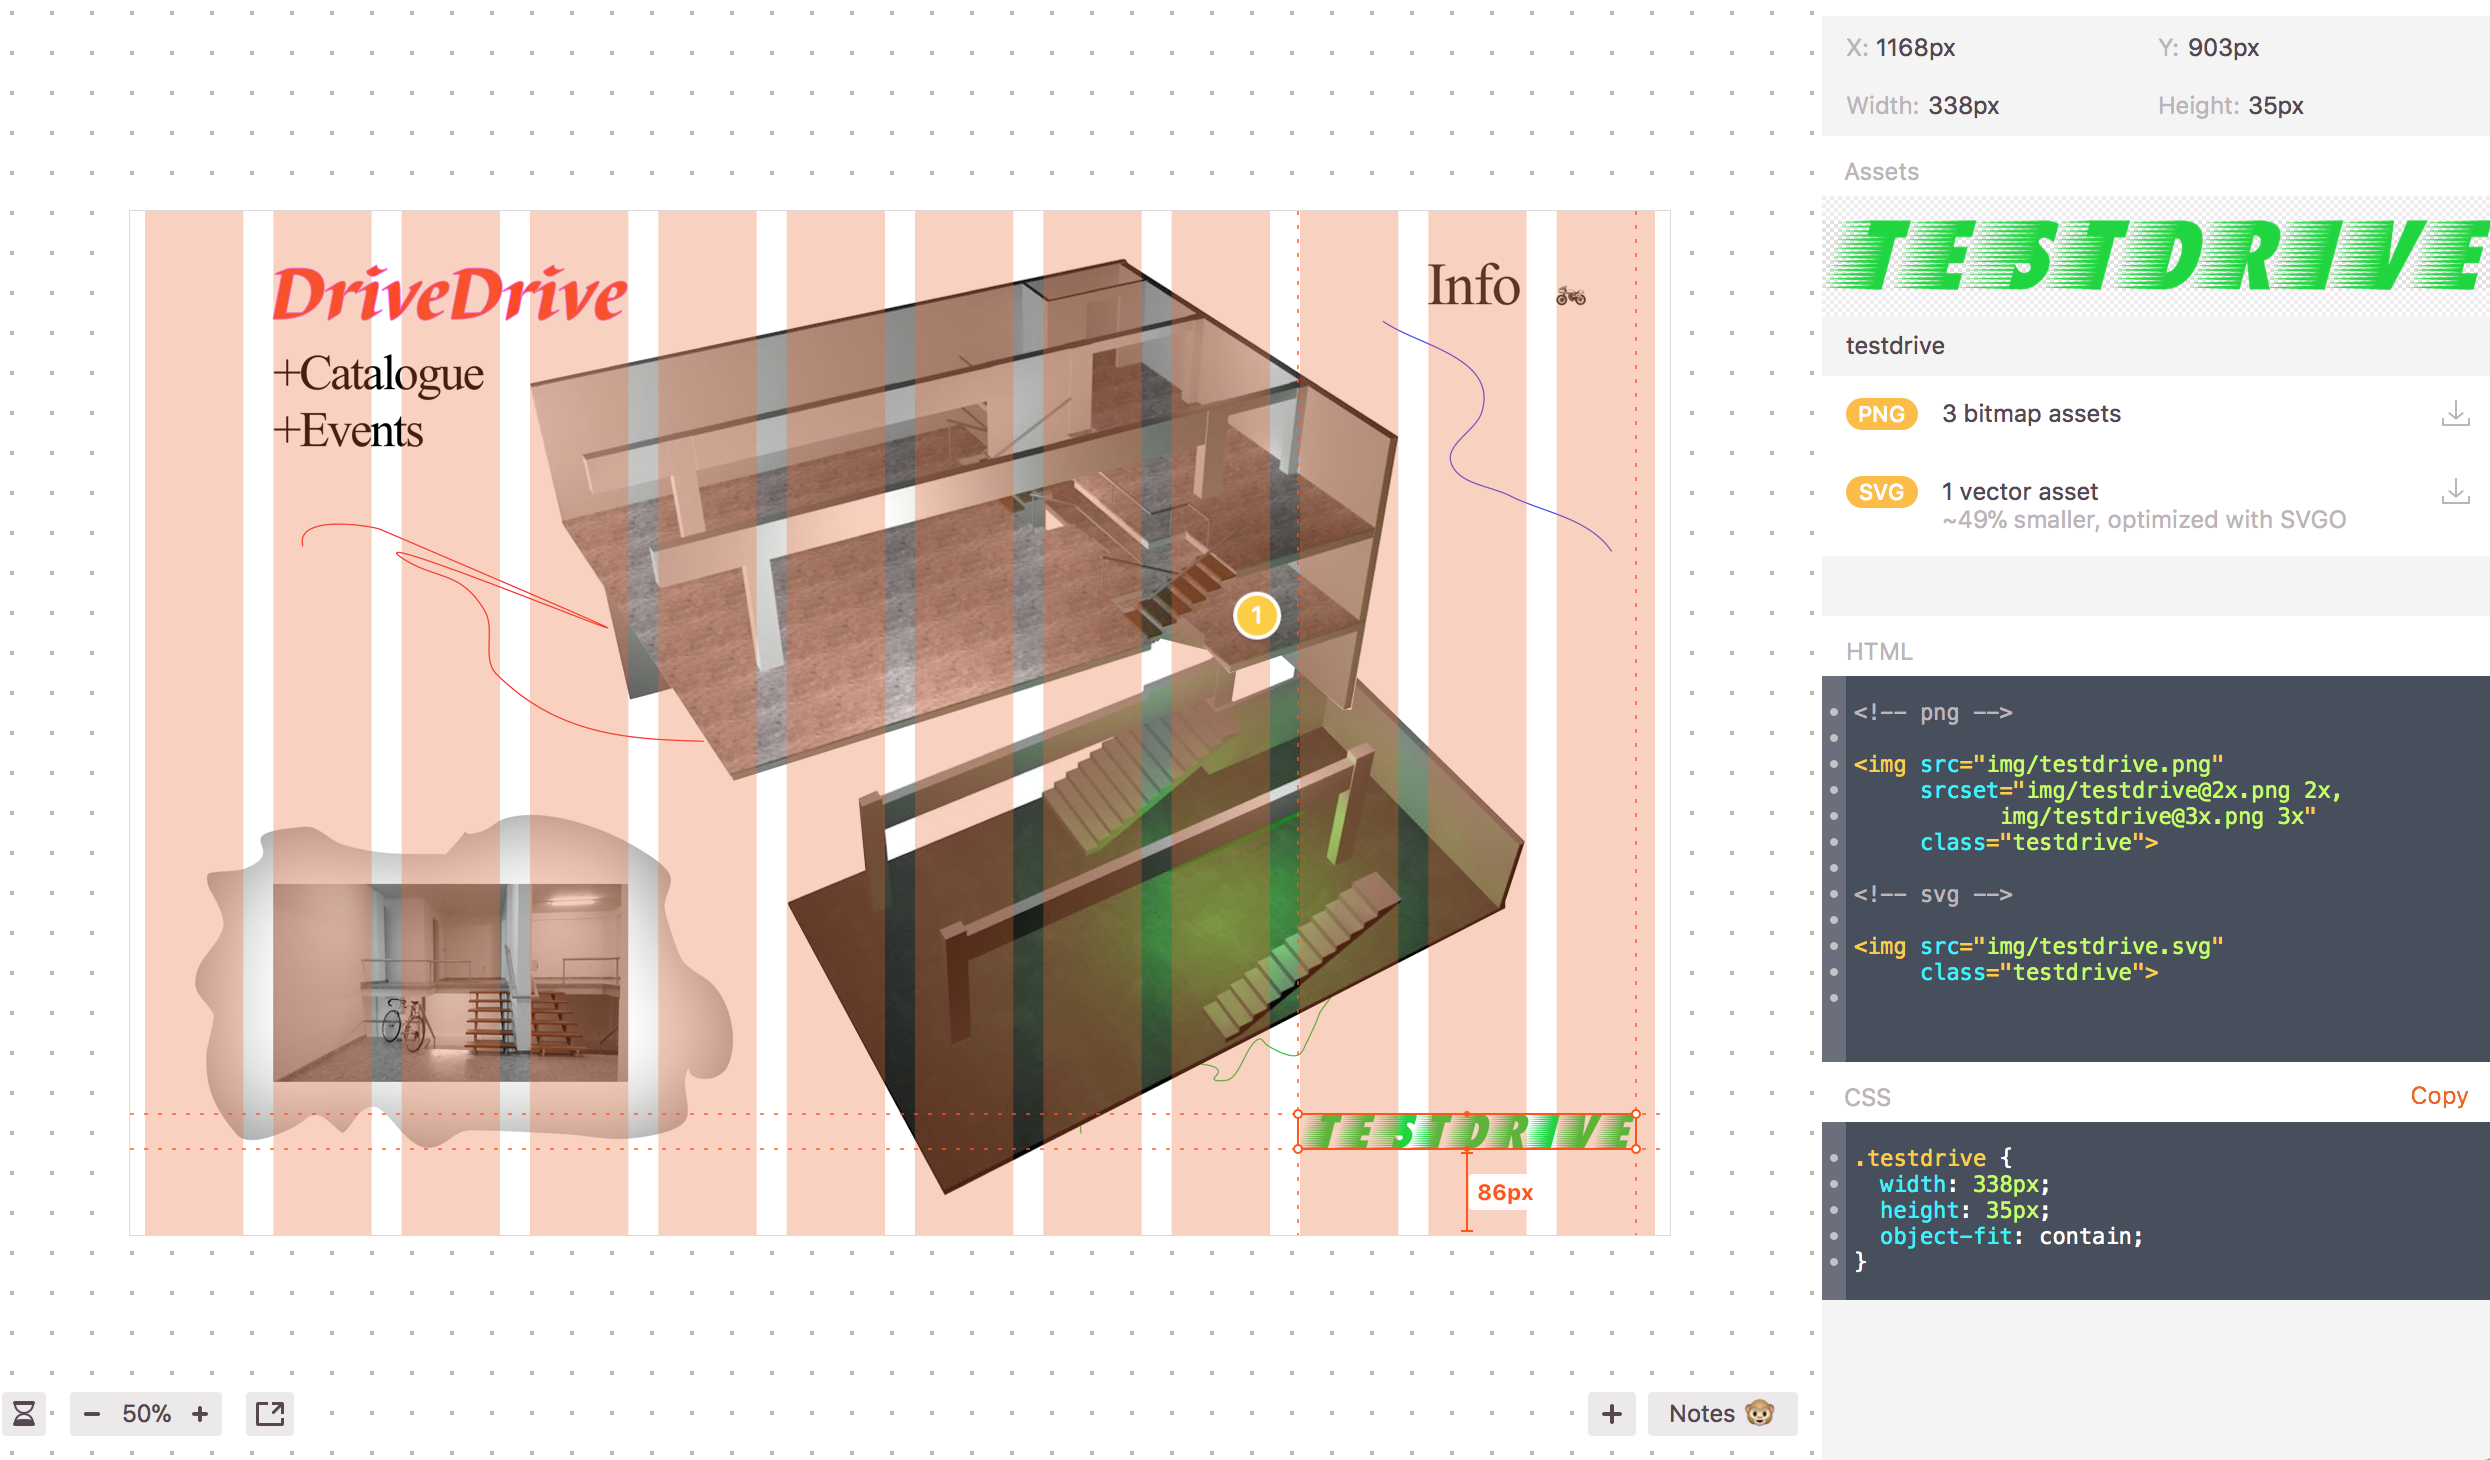 DriveDrive
+Catalogue
+Events
Info
1
TESTDRIVE
86px
50%
Notes
X: 1168px
Y: 903px
Width: 338px
Height: 35px
Assets
TESTDRIVE
testdrive
PNG 3 bitmap assets
SVG 1 vector asset
~49% smaller, optimized with SVGO
HTML
<!-- png -->
<img src="img/testdrive.png"
srcset="img/testdrive@2x.png 2x,
img/testdrive@3x.png 3x"
class="testdrive">
<!-- svg -->
<img src="img/testdrive.svg"
class="testdrive">
CSS
Copy
.testdrive {
width: 338px;
height: 35px;
object-fit: contain;
}